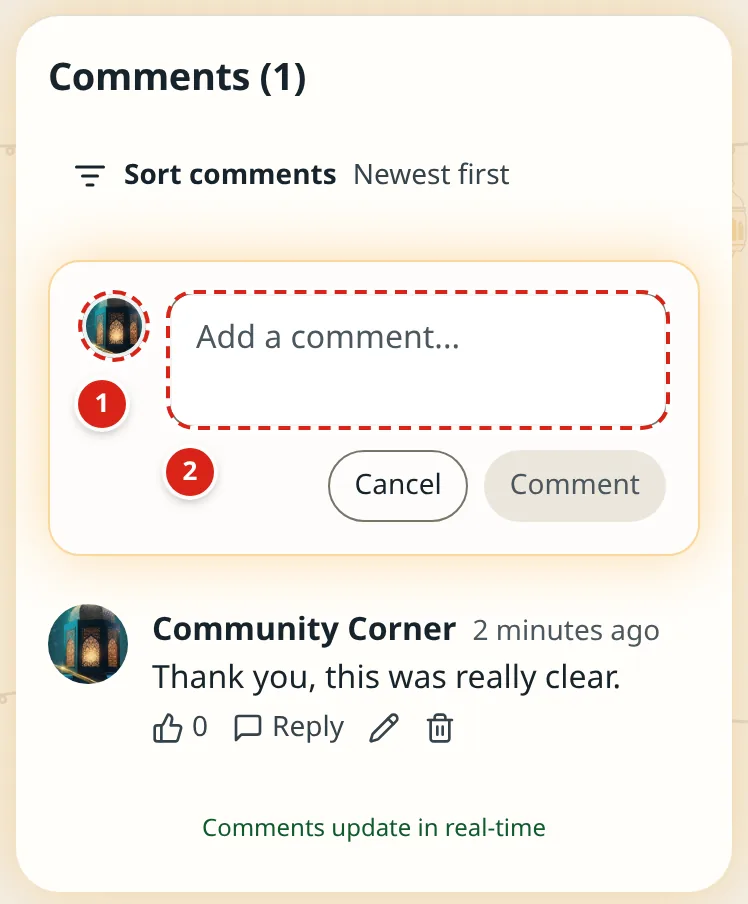 Comments (1)
Sort comments Newest first
Add a comment...
1
2
Cancel Comment
Community Corner 2 minutes ago
Thank you, this was really clear.
0 Reply
Comments update in real-time